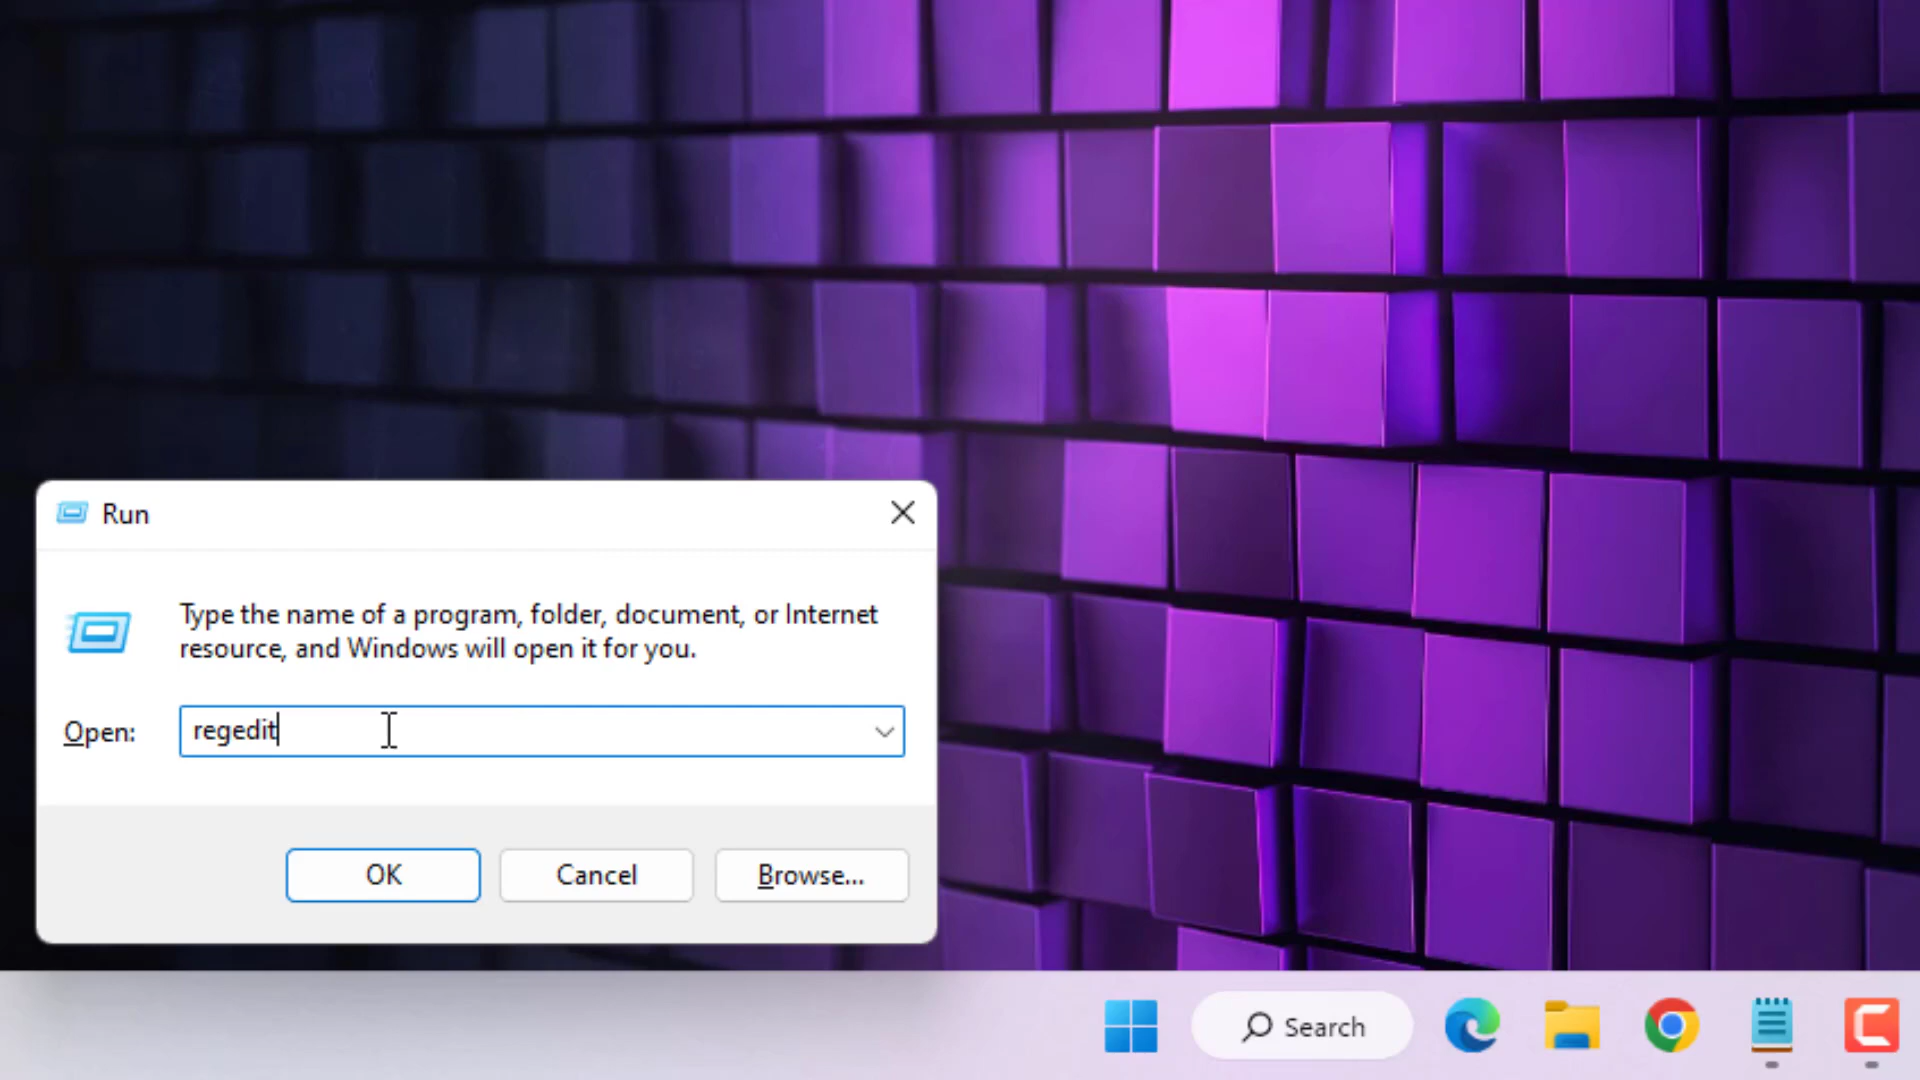 Run
Type the name of a program, folder, document, or Internet
resource, and Windows will open it for you.
Open: regedit
OK Cancel Browse...
Search